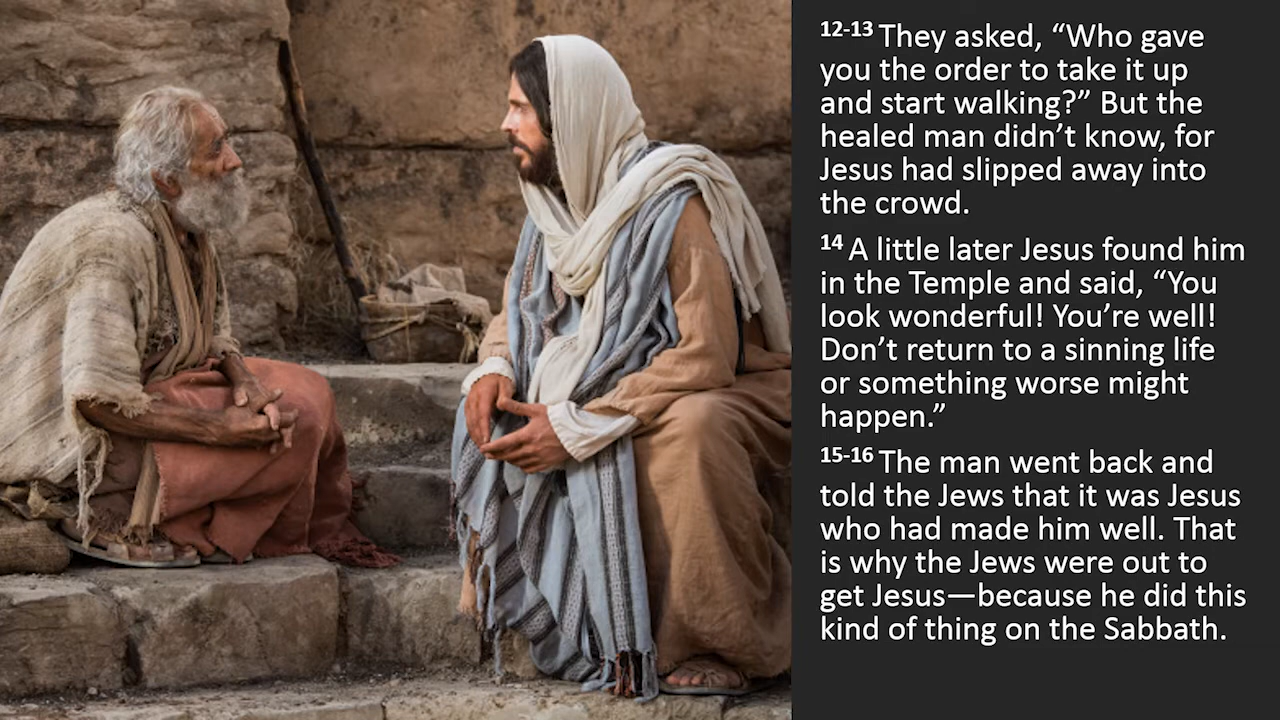 12-13 They asked, “Who gave
you the order to take it up
and start walking?” But the
healed man didn’t know, for
Jesus had slipped away into
the crowd.
14 A little later Jesus found him
in the Temple and said, “You
look wonderful! You’re well!
Don’t return to a sinning life
or something worse might
happen.”
15-16 The man went back and
told the Jews that it was Jesus
who had made him well. That
is why the Jews were out to
get Jesus—because he did this
kind of thing on the Sabbath.